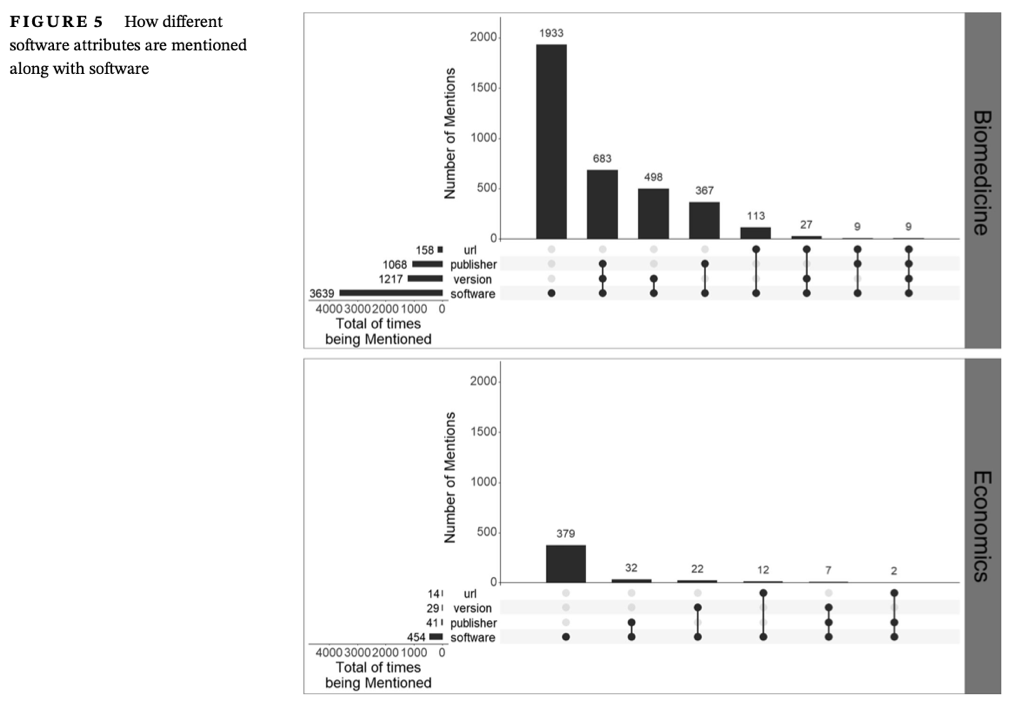 FIGURE 5 How different
software attributes are mentioned
along with software
Biomedicine
Number of Mentions
2000
1500
1000
500
0
1933
683
498
367
113
27
9
9
158 url
1068 publisher
1217 version
3639 software
4000 3000 2000 1000 0
Total of times
being Mentioned
Economics
Number of Mentions
2000
1500
1000
500
0
379
32
22
12
7
2
14 url
29 version
41 publisher
454 software
4000 3000 2000 1000 0
Total of times
being Mentioned